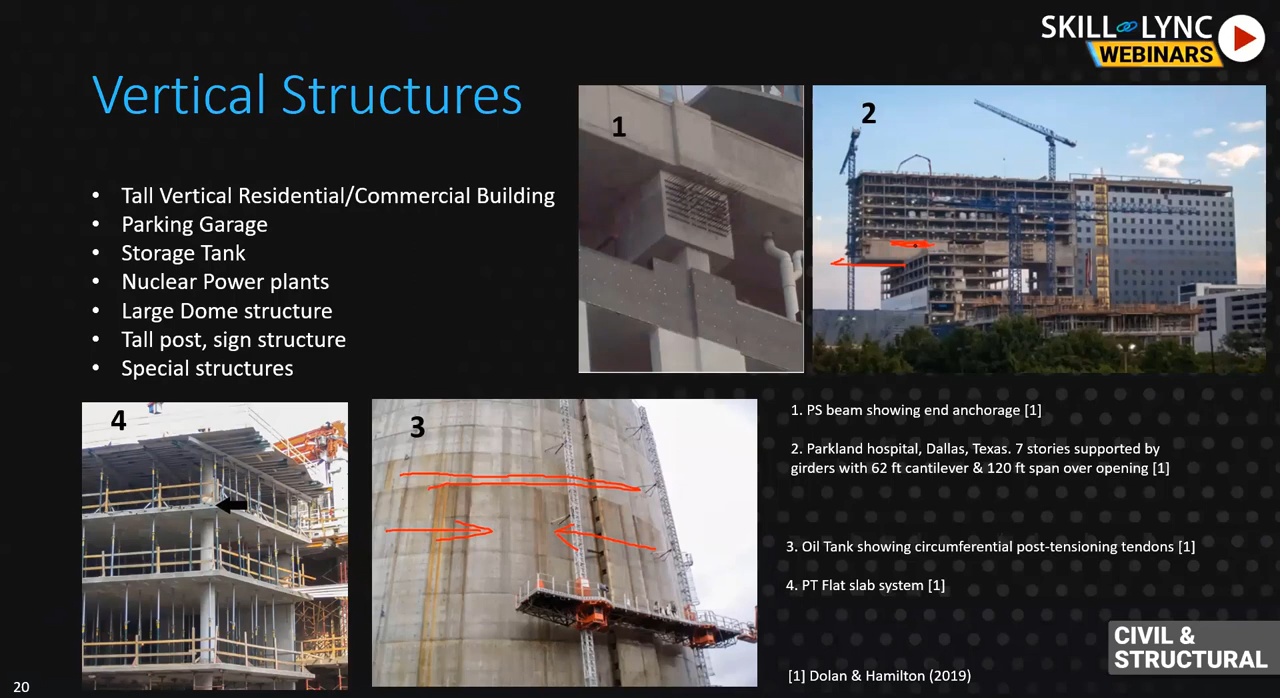 SKILL LYNC
WEBINARS
Vertical Structures
• Tall Vertical Residential/Commercial Building
• Parking Garage
• Storage Tank
• Nuclear Power plants
• Large Dome structure
• Tall post, sign structure
• Special structures
1
2
4
3
1. PS beam showing end anchorage [1]
2. Parkland hospital, Dallas, Texas. 7 stories supported by
girders with 62 ft cantilever & 120 ft span over opening [1]
3. Oil Tank showing circumferential post-tensioning tendons [1]
4. PT Flat slab system [1]
CIVIL &
STRUCTURAL
[1] Dolan & Hamilton (2019)
20